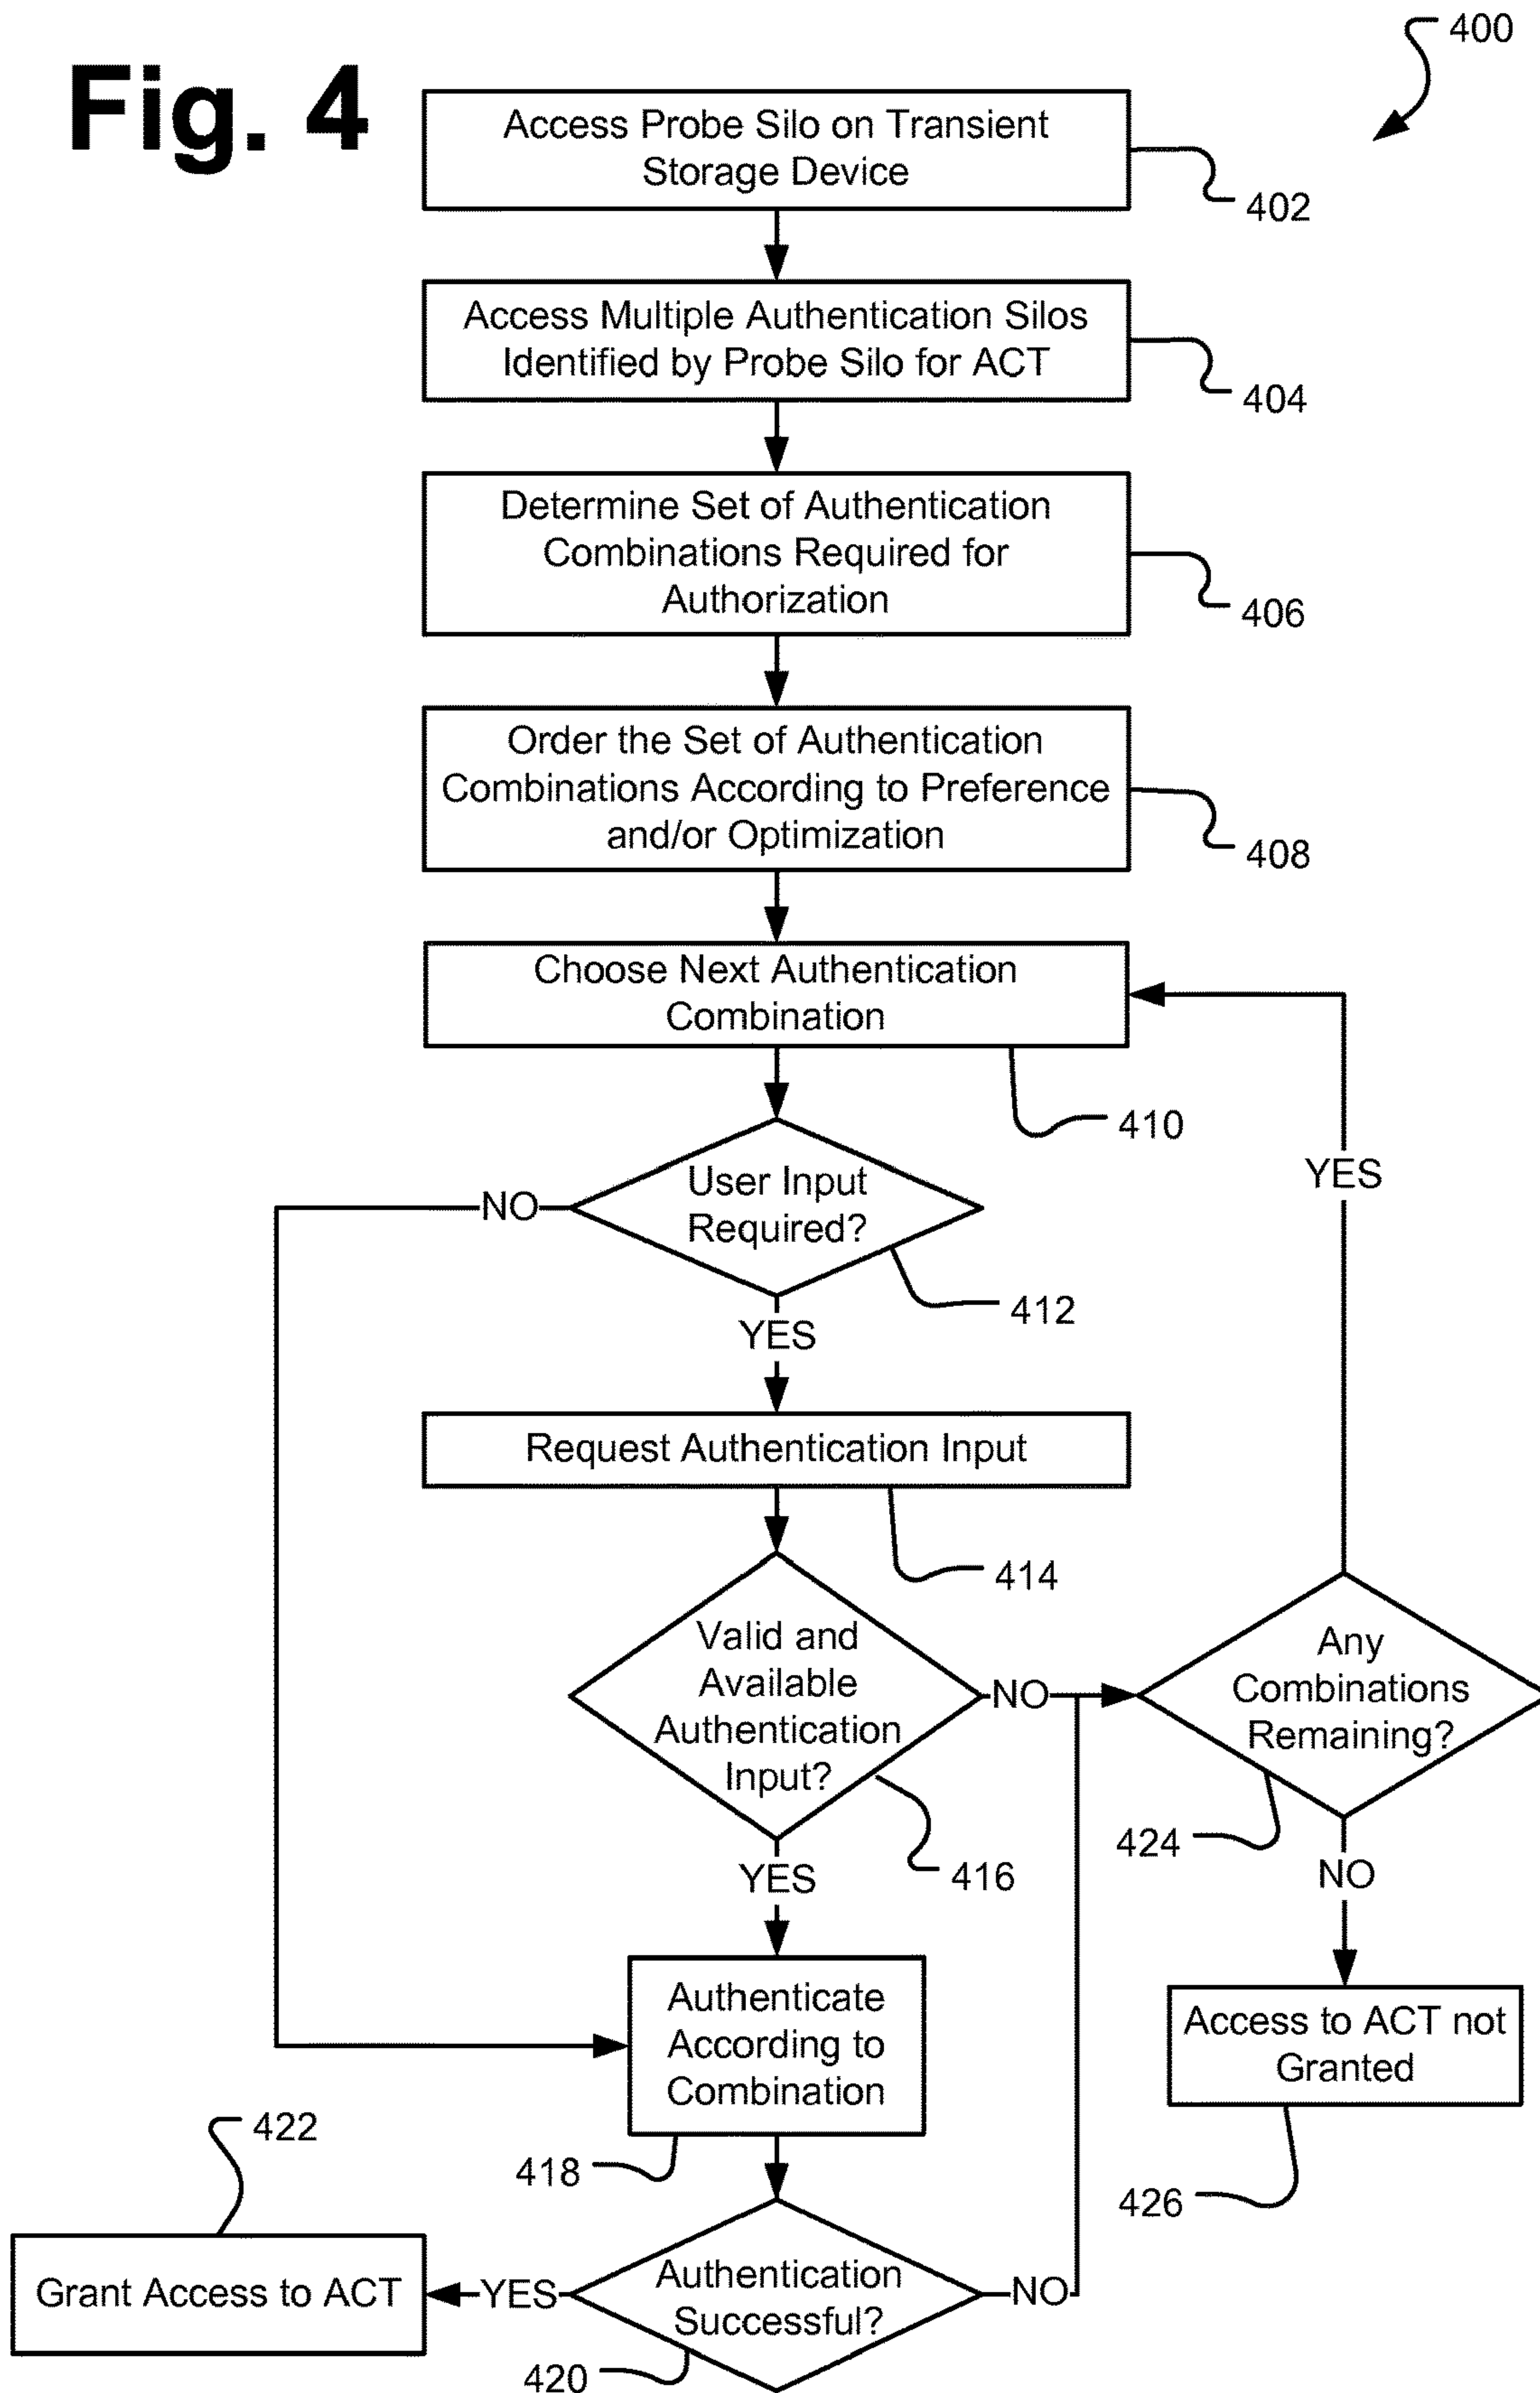 Fig. 4
400
Access Probe Silo on Transient
Storage Device
402
Access Multiple Authentication Silos
Identified by Probe Silo for ACT
404
Determine Set of Authentication
Combinations Required for
Authorization
406
Order the Set of Authentication
Combinations According to Preference
and/or Optimization
408
Choose Next Authentication
Combination
410
YES
User Input
Required?
NO
412
YES
Request Authentication Input
414
Valid and
Available
Authentication
Input?
NO
416
Any
Combinations
Remaining?
424
NO
YES
Authenticate
According to
Combination
418
Access to ACT not
Granted
426
422
Grant Access to ACT
YES
Authentication
Successful?
NO
420